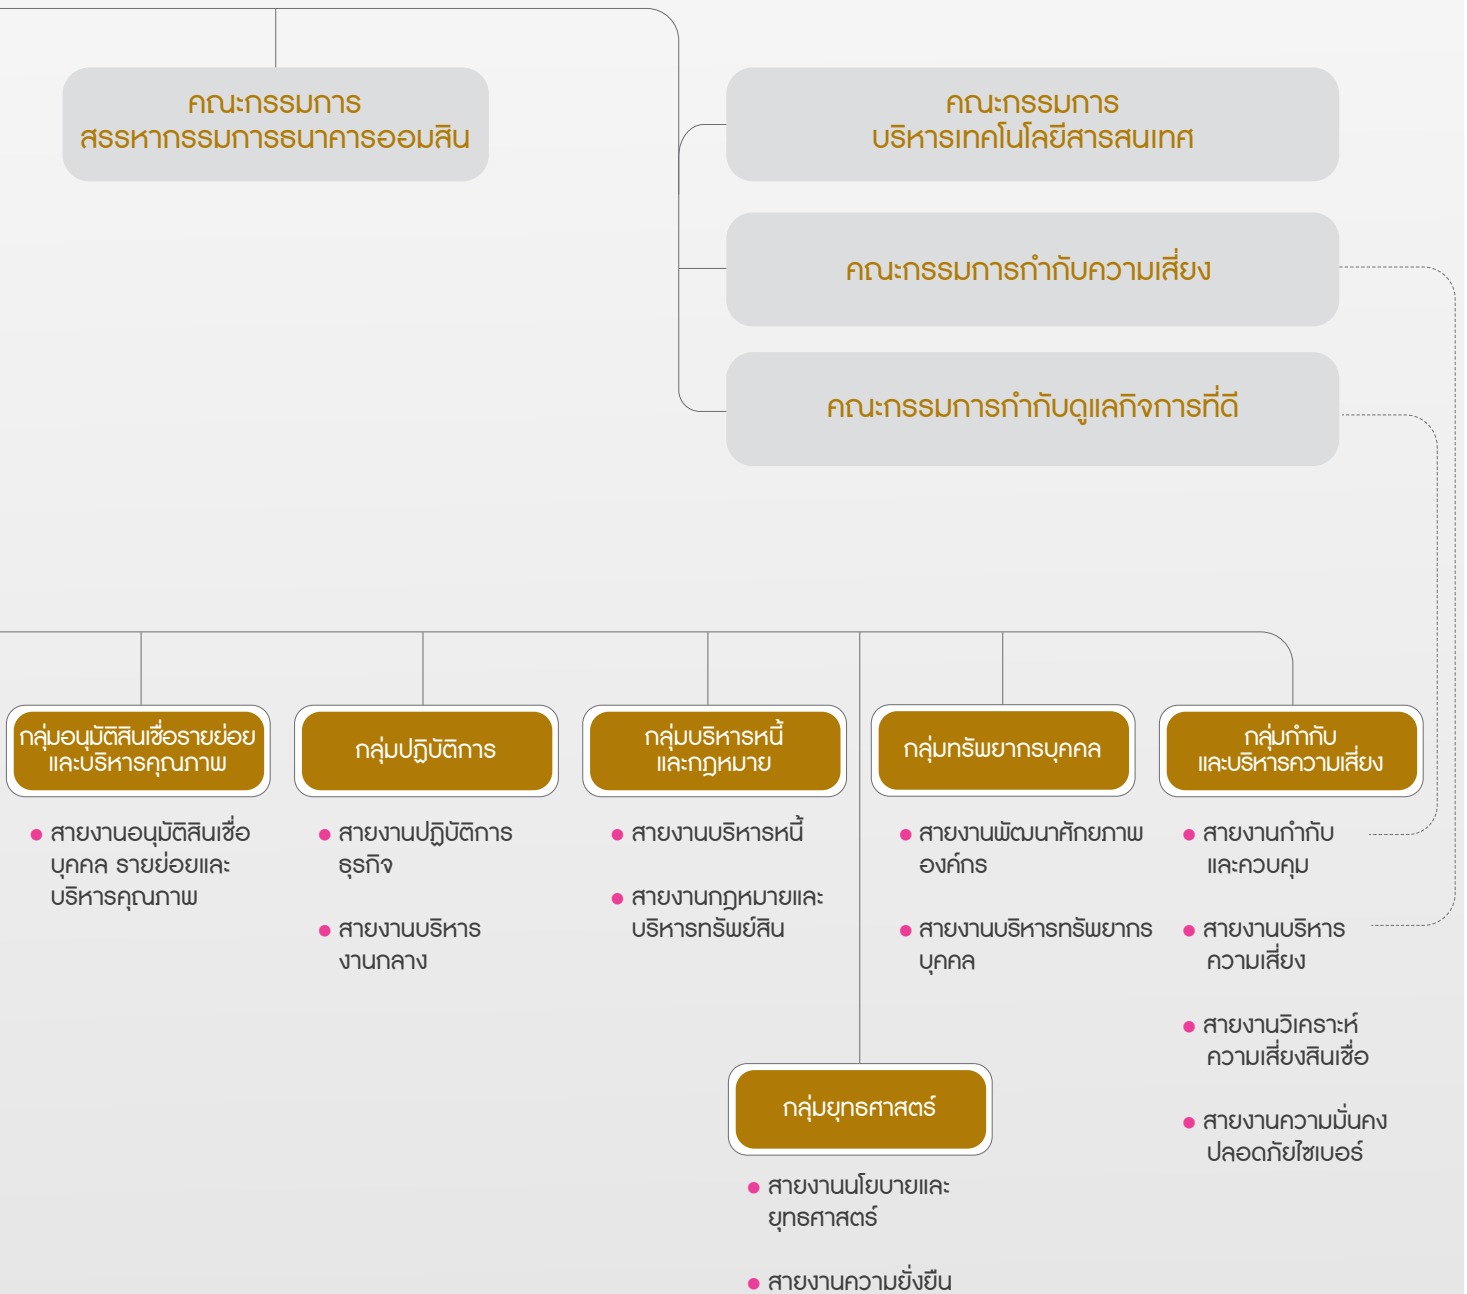 คณะกรรมการ
สรรหากรรมการธนาคารออมสิน
คณะกรรมการ
บริหารเทคโนโลยีสารสนเทศ
คณะกรรมการกำกับความเสี่ยง
คณะกรรมการกำกับดูแลกิจการที่ดี
กลุ่มอนุมัติสินเชื่อรายย่อย
และบริหารคุณภาพ
● สายงานอนุมัติสินเชื่อ
บุคคล รายย่อยและ
บริหารคุณภาพ
กลุ่มปฏิบัติการ
● สายงานปฏิบัติการ
ธุรกิจ
● สายงานบริหาร
งานกลาง
กลุ่มบริหารหนี้
และกฎหมาย
● สายงานบริหารหนี้
● สายงานกฎหมายและ
บริหารทรัพย์สิน
กลุ่มทรัพยากรบุคคล
● สายงานพัฒนาศักยภาพ
องค์กร
● สายงานบริหารทรัพยากร
บุคคล
กลุ่มกำกับ
และบริหารความเสี่ยง
● สายงานกำกับ
และควบคุม
● สายงานบริหาร
ความเสี่ยง
● สายงานวิเคราะห์
ความเสี่ยงสินเชื่อ
● สายงานความมั่นคง
ปลอดภัยไซเบอร์
กลุ่มยุทธศาสตร์
● สายงานนโยบายและ
ยุทธศาสตร์
● สายงานความยั่งยืน